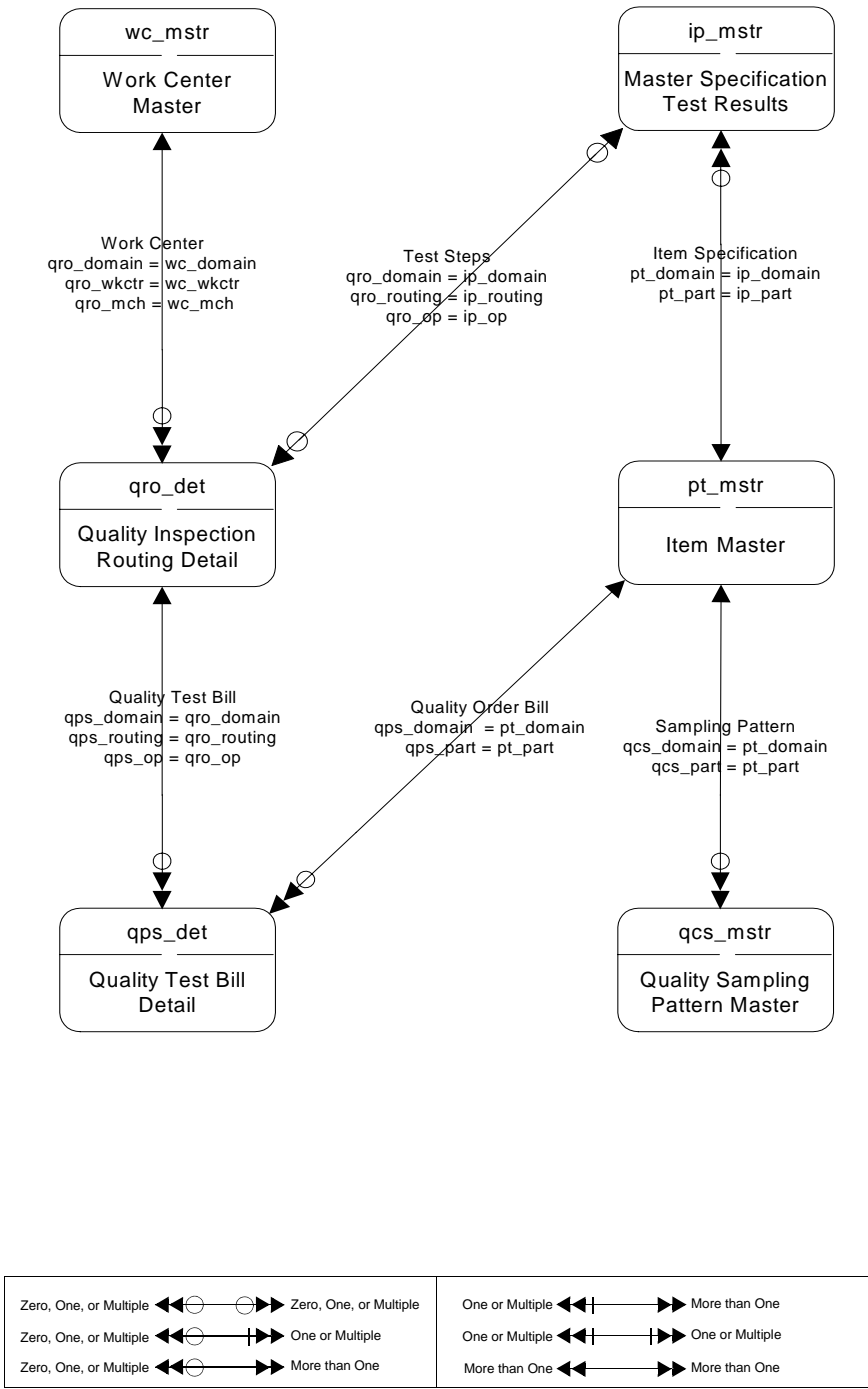 wc_mstr
Work Center
Master
ip_mstr
Master Specification
Test Results
Work Center
qro_domain = wc_domain
qro_wkctr = wc_wkctr
qro_mch = wc_mch
Test Steps
qro_domain = ip_domain
qro_routing = ip_routing
qro_op = ip_op
Item Specification
pt_domain = ip_domain
pt_part = ip_part
qro_det
Quality Inspection
Routing Detail
pt_mstr
Item Master
Quality Test Bill
qps_domain = qro_domain
qps_routing = qro_routing
qps_op = qro_op
Quality Order Bill
qps_domain = pt_domain
qps_part = pt_part
Sampling Pattern
qcs_domain = pt_domain
qcs_part = pt_part
qps_det
Quality Test Bill
Detail
qcs_mstr
Quality Sampling
Pattern Master
Zero, One, or Multiple Zero, One, or Multiple
Zero, One, or Multiple One or Multiple
Zero, One, or Multiple More than One
One or Multiple More than One
One or Multiple One or Multiple
More than One More than One